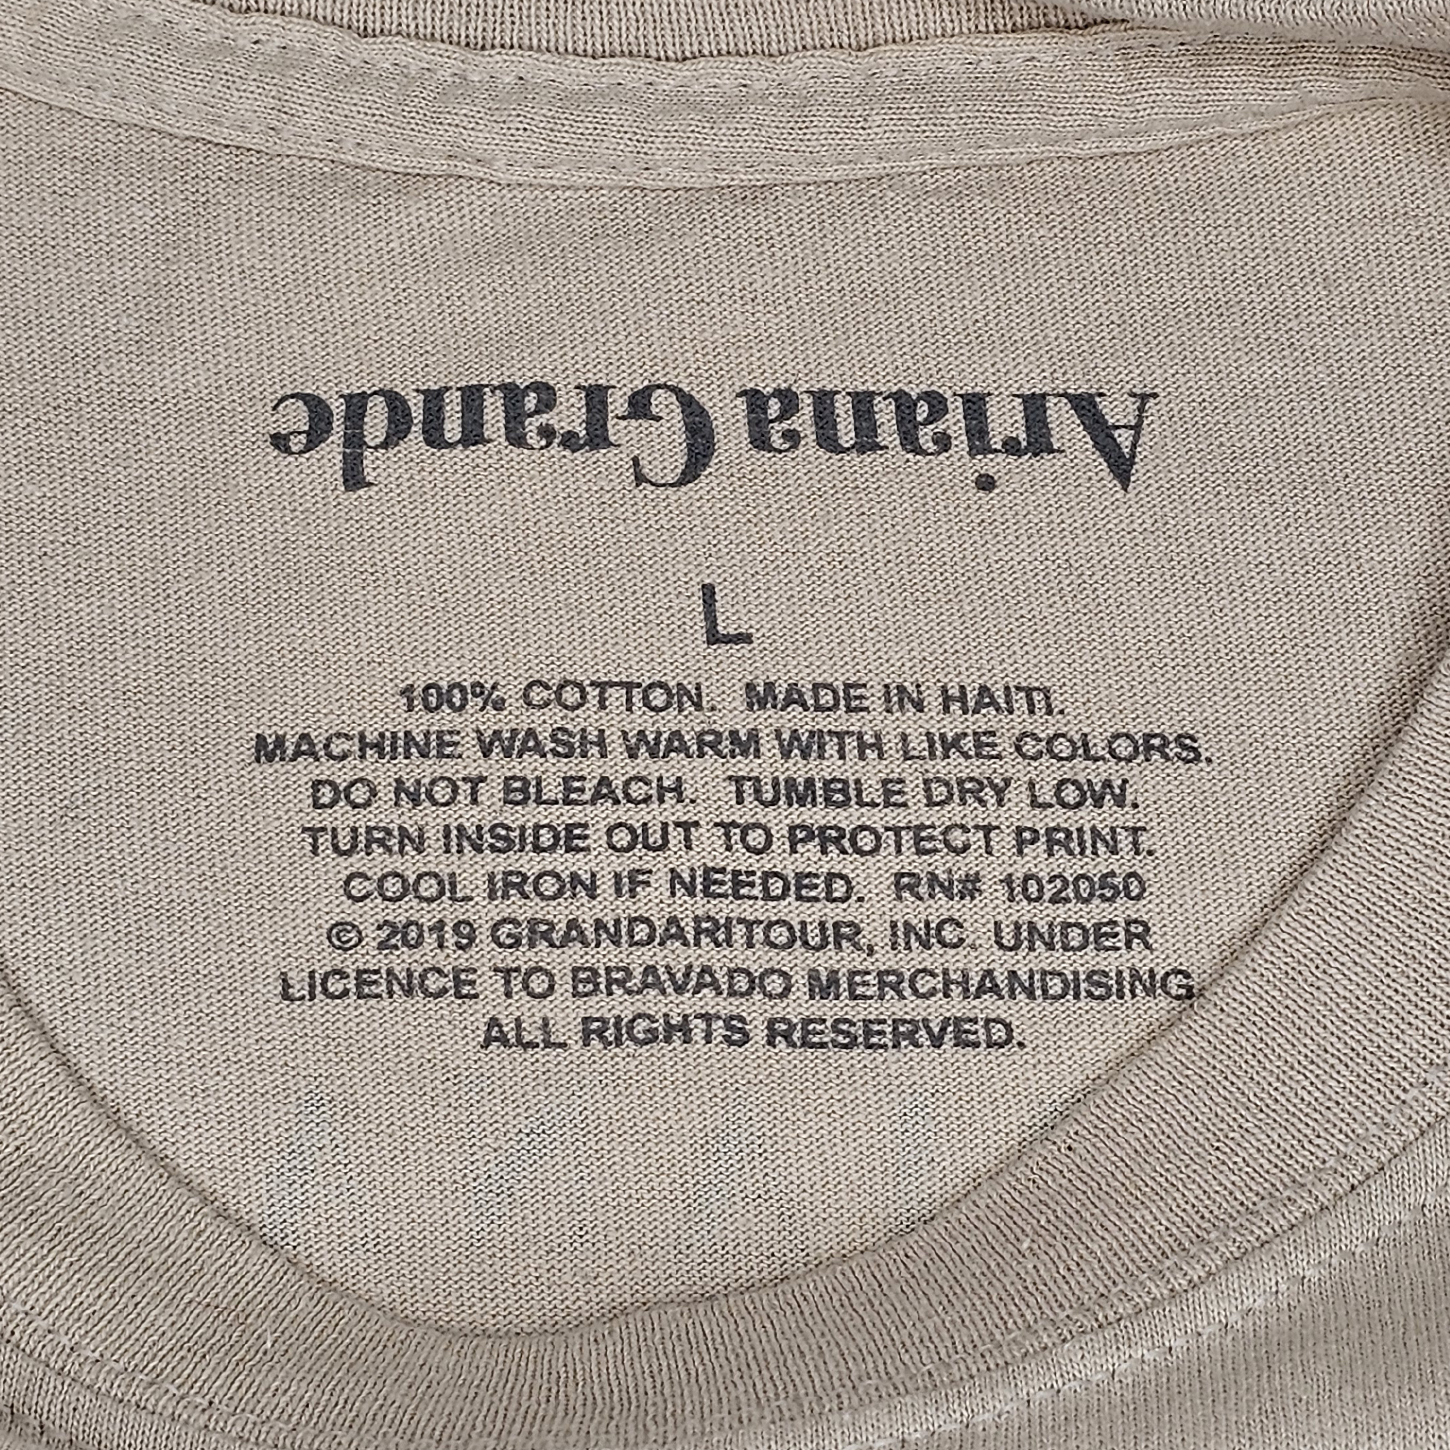 Ariana Grande
L
100% COTTON. MADE IN HAITI.
MACHINE WASH WARM WITH LIKE COLORS.
DO NOT BLEACH. TUMBLE DRY LOW.
TURN INSIDE OUT TO PROTECT PRINT.
COOL IRON IF NEEDED. RN# 102050
© 2019 GRANDARITOUR, INC. UNDER
LICENCE TO BRAVADO MERCHANDISING
ALL RIGHTS RESERVED.